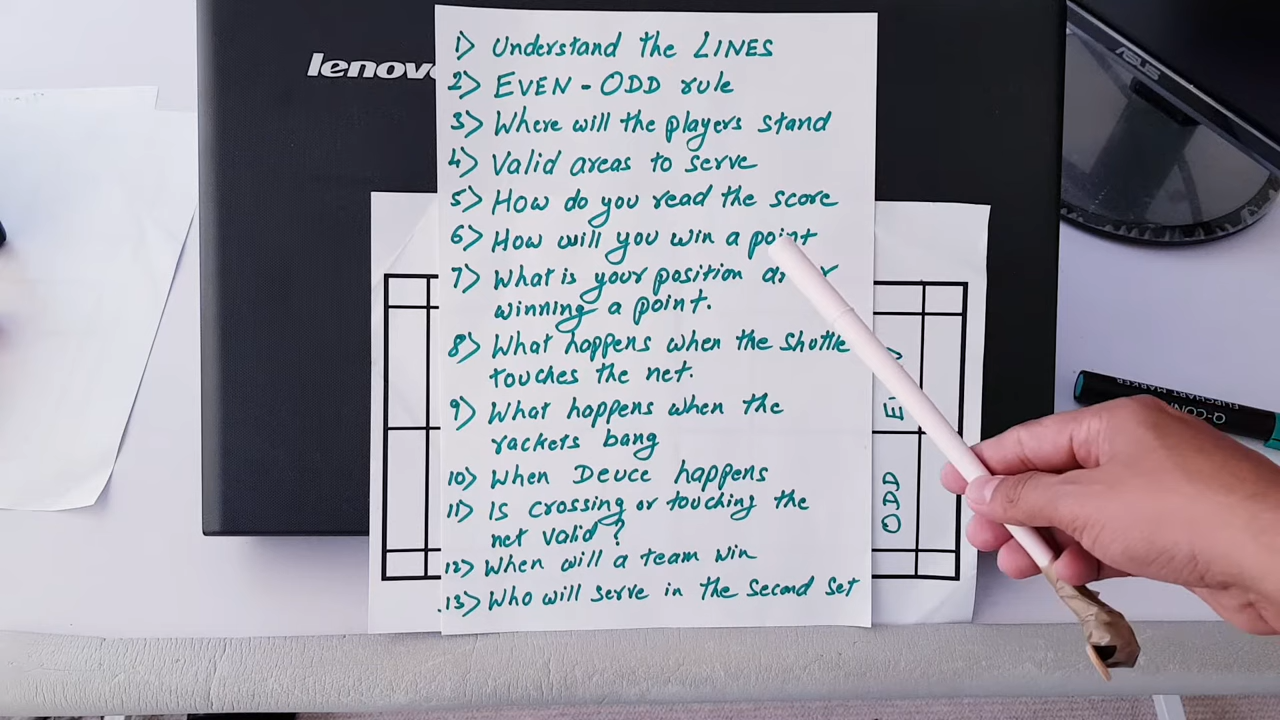 lenovo
1) Understand the LINES
2) EVEN - ODD rule
3) Where will the players stand
4) Valid areas to serve
5) How do you read the score
6) How will you win a point
7) What is your position
winning a point.
8) What happens when the shuttle
touches the net.
9) What happens when the
rackets bang
10) When Deuce happens
11) Is crossing or touching the
net valid ?
12) When will a team win
13) Who will serve in the second set
ODD
ASUS
FLIPCHART MARKER